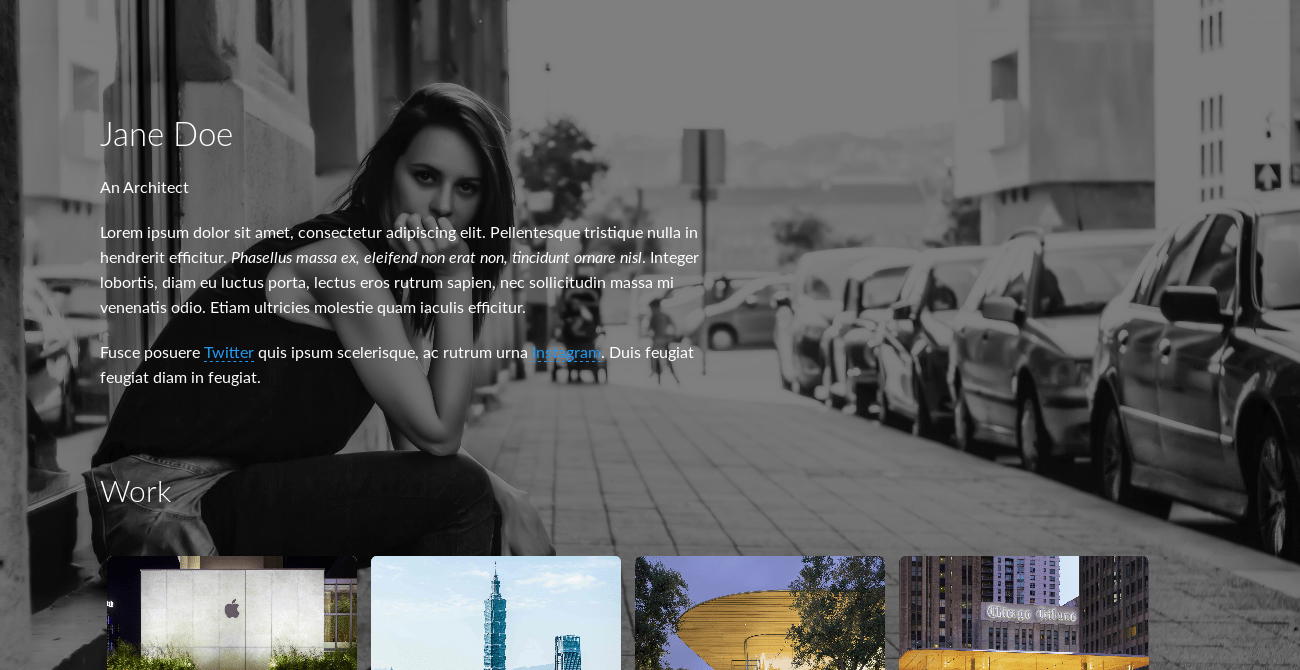 Jane Doe
An Architect
Lorem ipsum dolor sit amet, consectetur adipiscing elit. Pellentesque tristique nulla in
hendrerit efficitur. Phasellus massa ex, eleifend non erat non, tincidunt ornare nisl. Integer
lobortis, diam eu luctus porta, lectus eros rutrum sapien, nec sollicitudin massa mi
venenatis odio. Etiam ultricies molestie quam iaculis efficitur.
Fusce posuere Twitter quis ipsum scelerisque, ac rutrum urna Instagram. Duis feugiat
feugiat diam in feugiat.
Work
Chicago Tribune